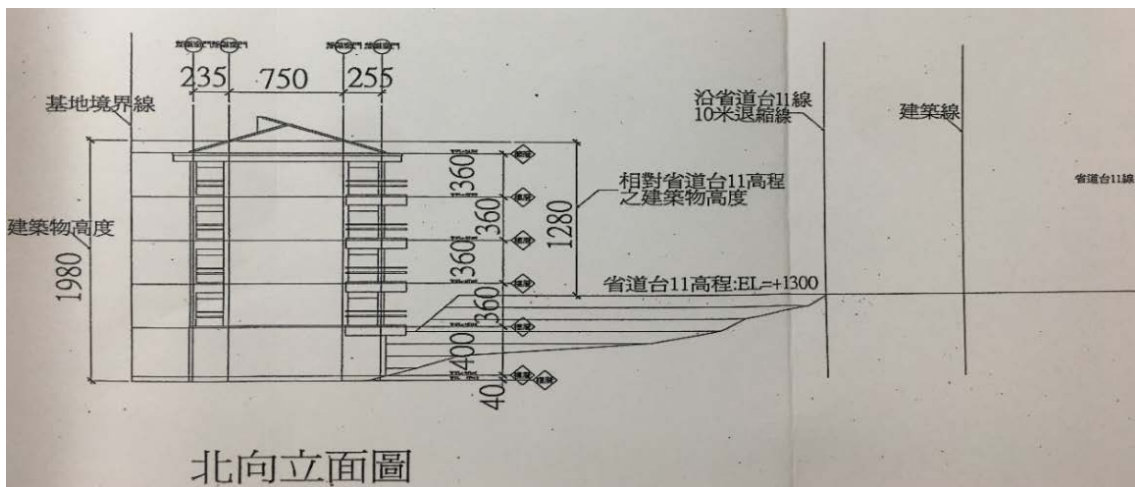 235
750
255
基地境界線
沿省道台11線
10米退縮線
建築線
360
相對省道台11高程
之建築物高度
省道台11線
360
1280
建築物高度
360
1980
省道台11高程:EL=+1300
360
400
40
北向立面圖